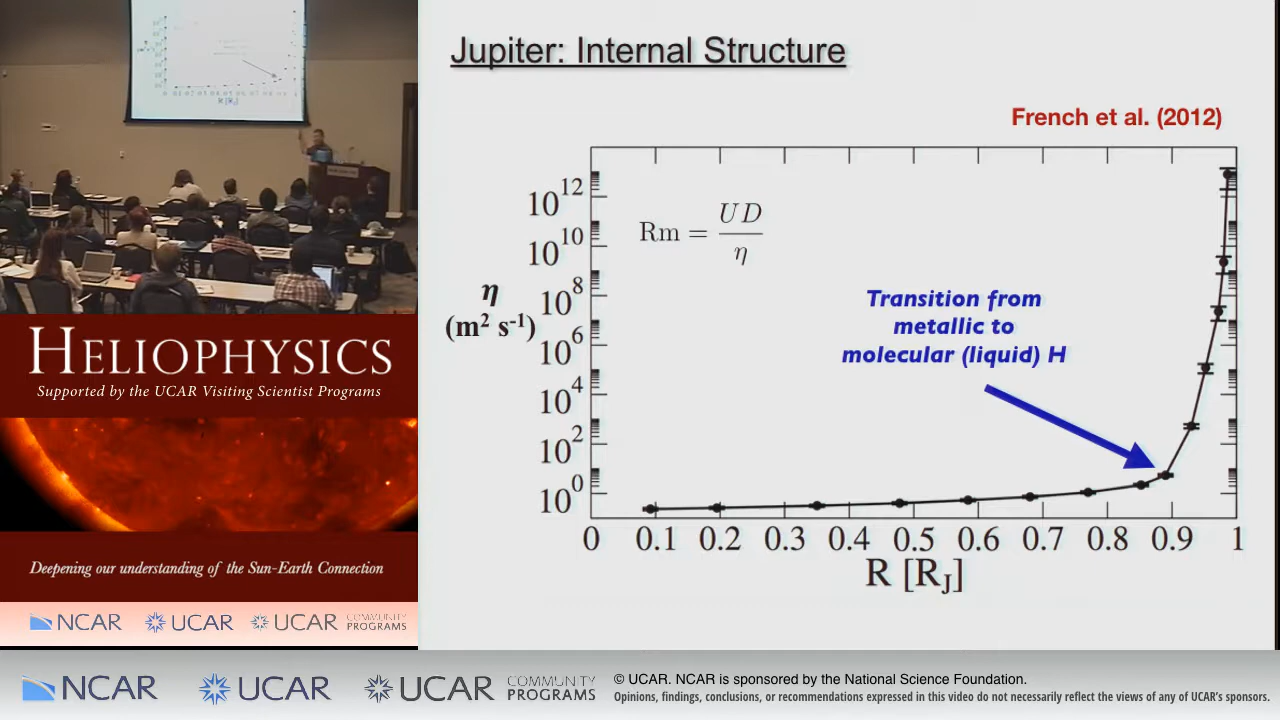 Jupiter: Internal Structure
French et al. (2012)
Rm = UD / η
η
(m² s⁻¹)
10¹²
10¹⁰
10⁸
10⁶
10⁴
10²
10⁰
Transition from
metallic to
molecular (liquid) H
0 0.1 0.2 0.3 0.4 0.5 0.6 0.7 0.8 0.9 1
R [R_J]
HELIOPHYSICS
Supported by the UCAR Visiting Scientist Programs
Deepening our understanding of the Sun-Earth Connection
NCAR UCAR UCAR COMMUNITY
PROGRAMS
NCAR UCAR UCAR COMMUNITY
PROGRAMS
© UCAR. NCAR is sponsored by the National Science Foundation.
Opinions, findings, conclusions, or recommendations expressed in this video do not necessarily reflect the views of any of UCAR's sponsors.